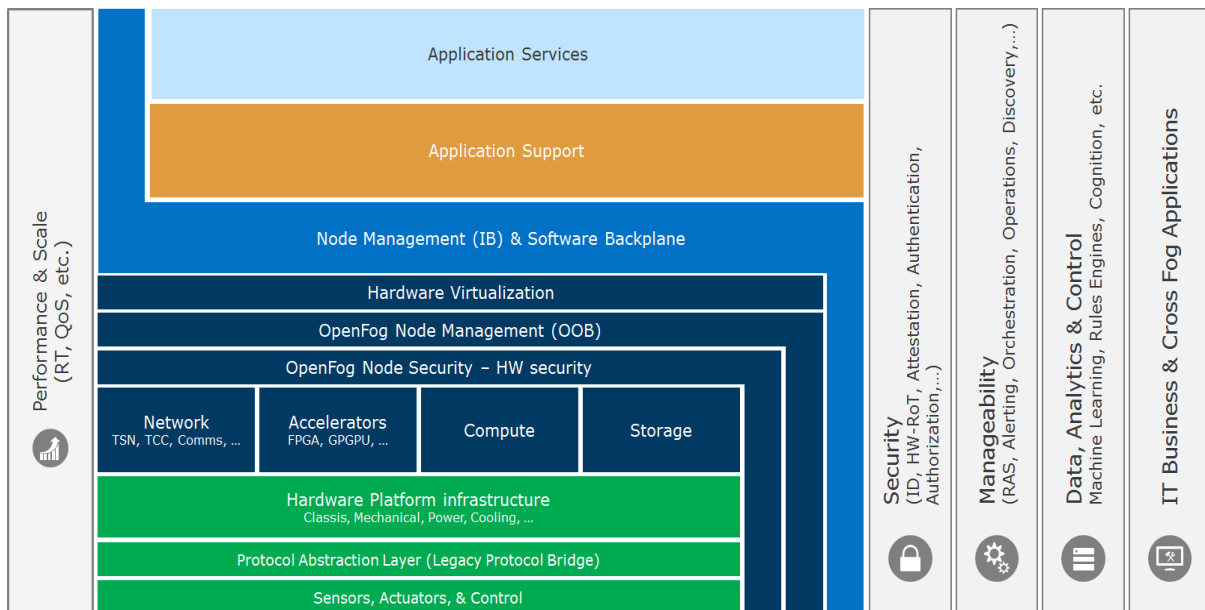 Performance & Scale
(RT, QoS, etc.)
Application Services
Application Support
Node Management (IB) & Software Backplane
Hardware Virtualization
OpenFog Node Management (OOB)
OpenFog Node Security – HW security
Network
TSN, TCC, Comms, ...
Accelerators
FPGA, GPGPU, ...
Compute
Storage
Hardware Platform infrastructure
Classis, Mechanical, Power, Cooling, ...
Protocol Abstraction Layer (Legacy Protocol Bridge)
Sensors, Actuators, & Control
Security
(ID, HW-RoT, Attestation, Authentication,
Authorization,...)
Manageability
(RAS, Alerting, Orchestration, Operations, Discovery,...)
Data, Analytics & Control
Machine Learning, Rules Engines, Cognition, etc.
IT Business & Cross Fog Applications